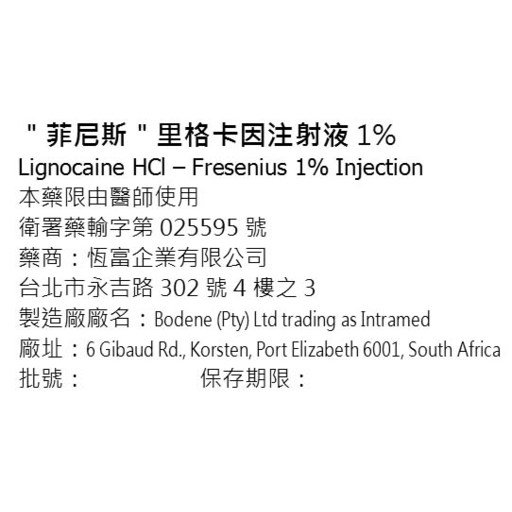 "菲尼斯"里格卡因注射液1%
Lignocaine HCl – Fresenius 1% Injection
本藥限由醫師使用
衛署藥輸字第 025595 號
藥商：恆富企業有限公司
台北市永吉路 302 號 4 樓之 3
製造廠廠名：Bodene (Pty) Ltd trading as Intramed
廠址：6 Gibaud Rd., Korsten, Port Elizabeth 6001, South Africa
批號： 保存期限：